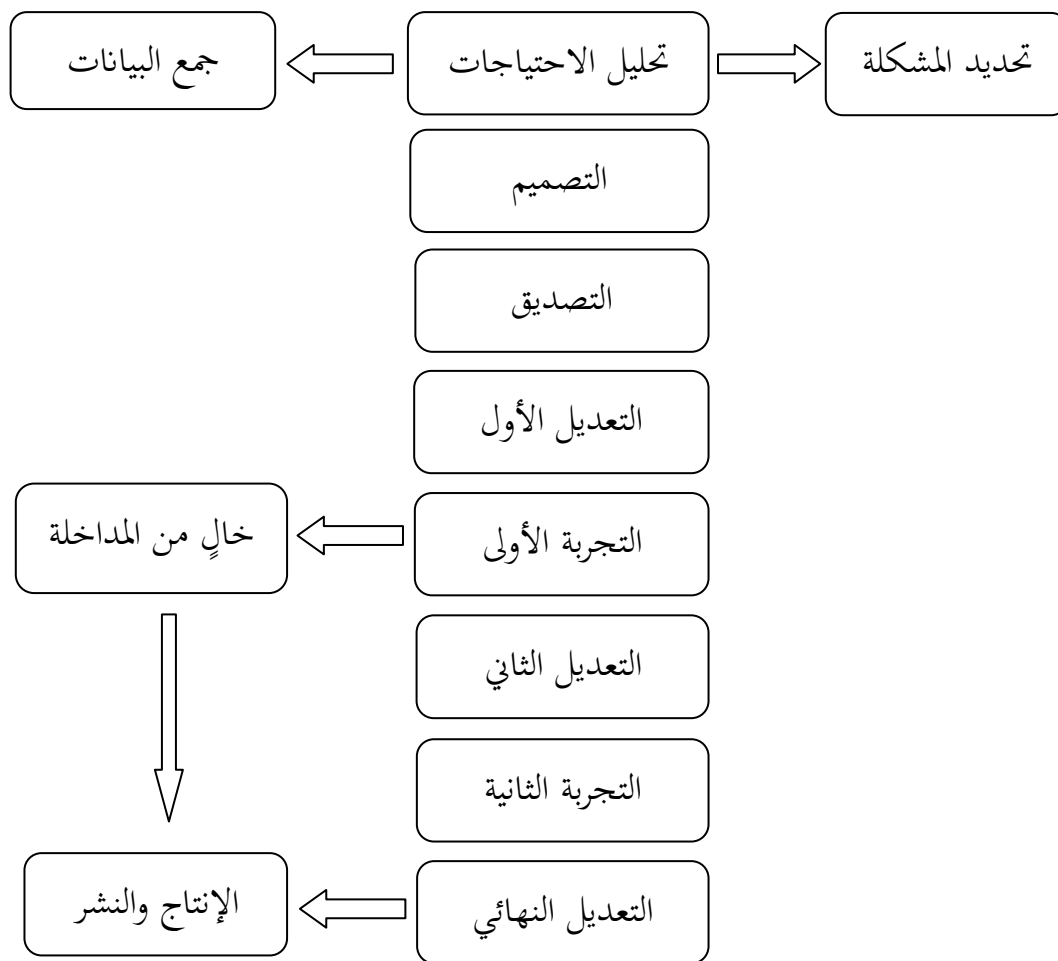 تحديد المشكلة
تحليل الاحتياجات
جمع البيانات
التصميم
التصديق
التعديل الأول
التجربة الأولى
خالٍ من المداخلة
التعديل الثاني
التجربة الثانية
التعديل النهائي
الإنتاج والنشر